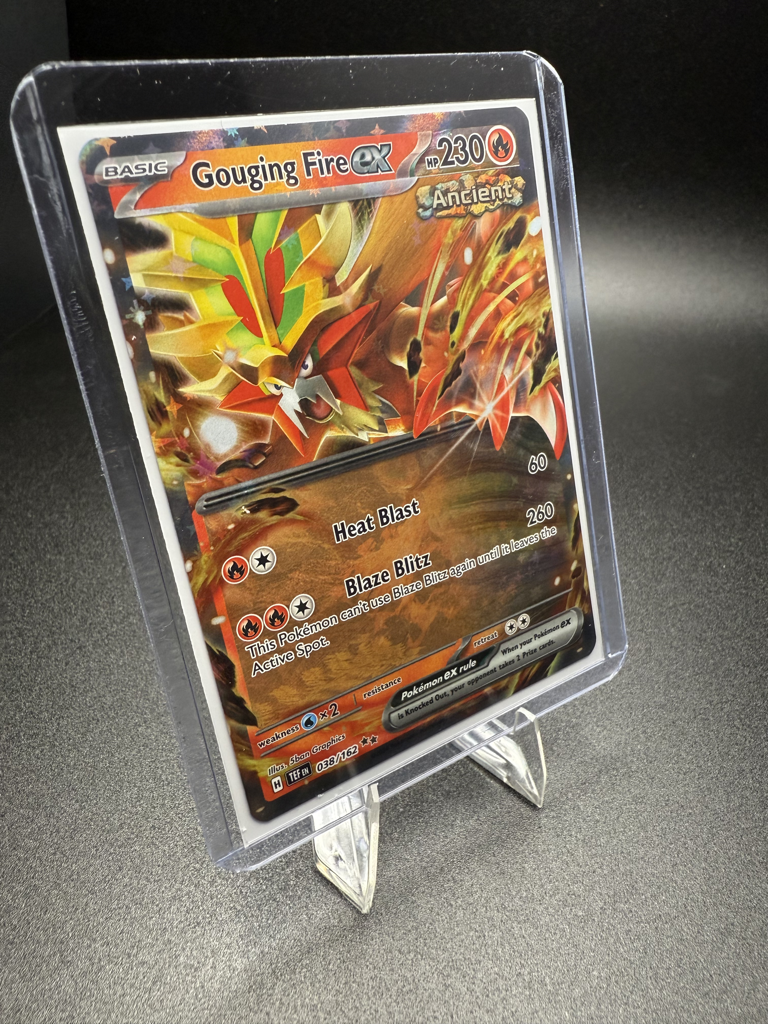 BASIC Gouging Fire ex HP 230
Ancient
Heat Blast 60
Blaze Blitz 260
This Pokémon can't use Blaze Blitz again until it leaves the
Active Spot.
weakness ×2 resistance retreat
Pokémon ex rule When your Pokémon ex
is Knocked Out, your opponent takes 2 Prize cards.
Illus. 5ban Graphics
H TEF EN 038/162 ★★